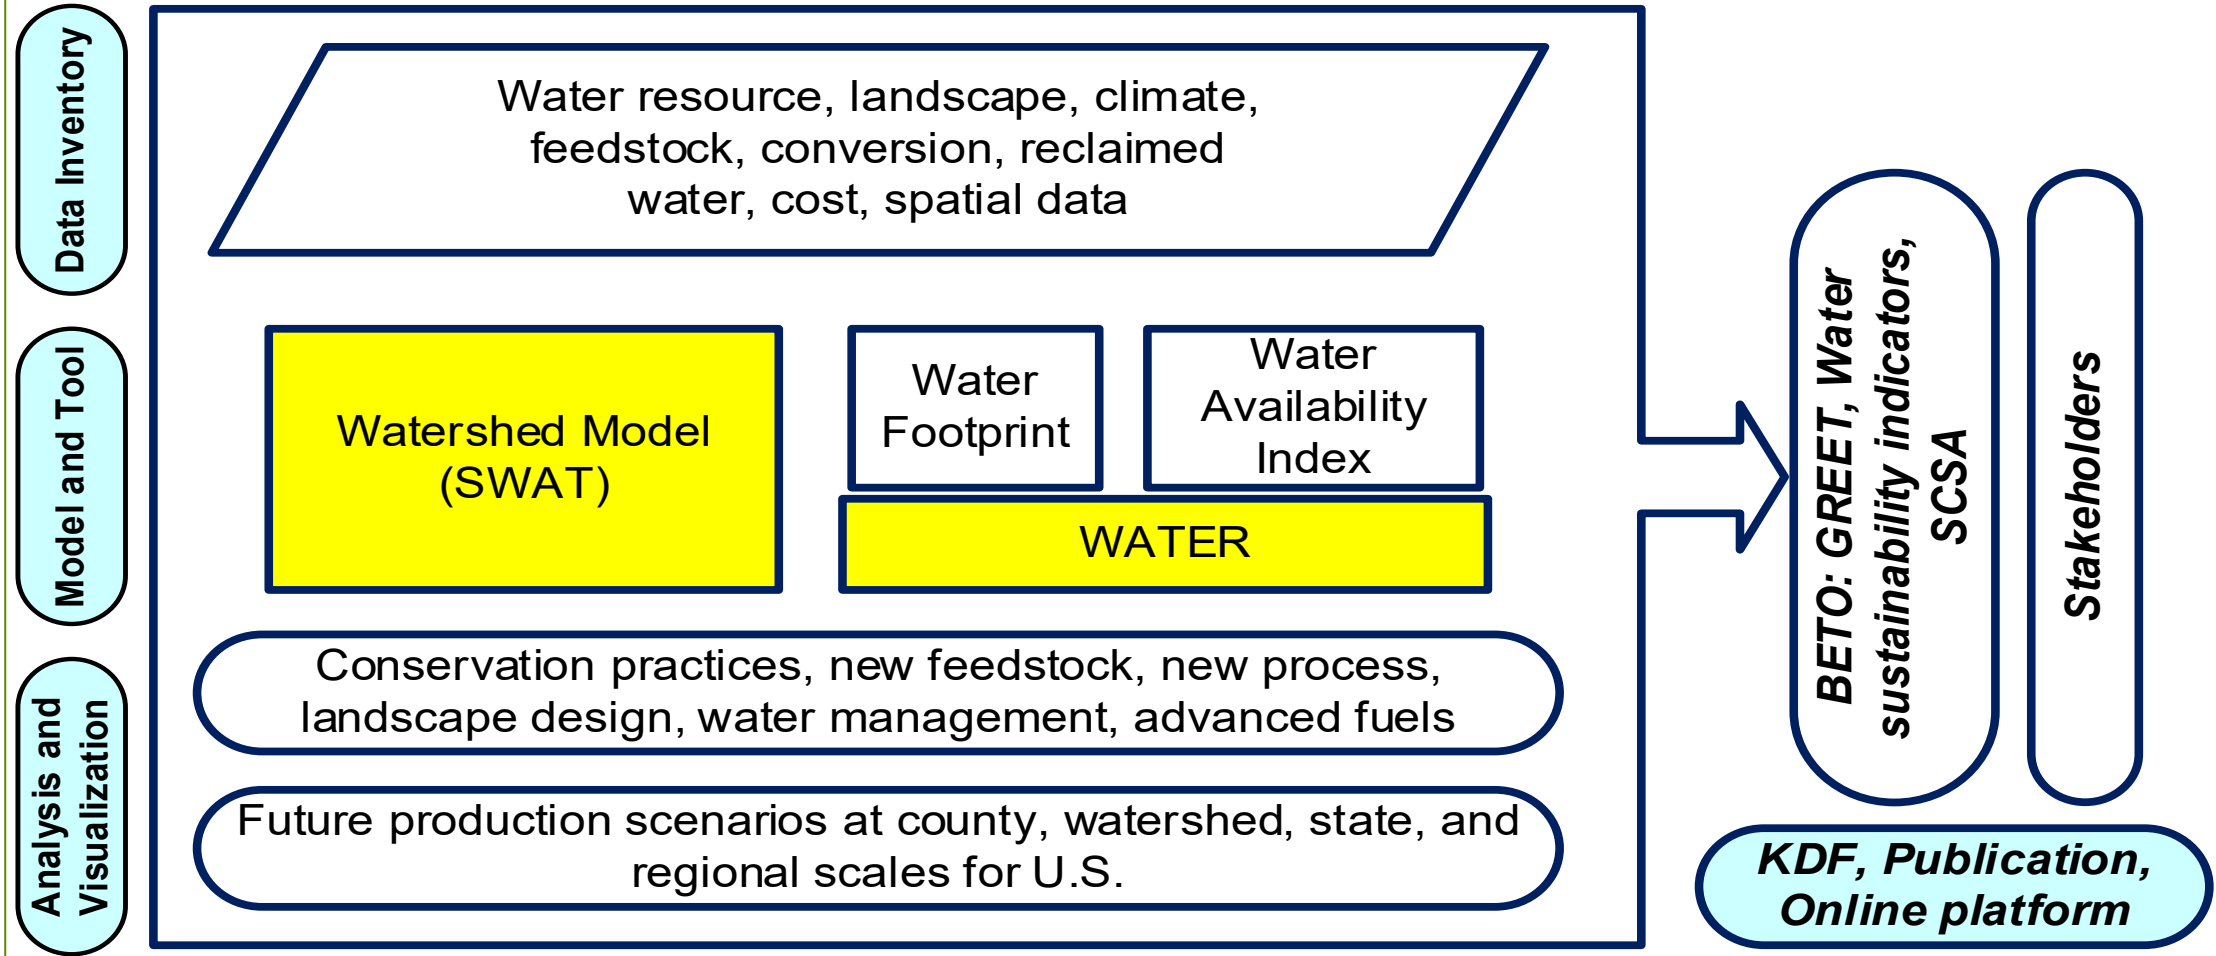 Data Inventory
Water resource, landscape, climate,
feedstock, conversion, reclaimed
water, cost, spatial data
Model and Tool
Watershed Model
(SWAT)
Water
Footprint
Water
Availability
Index
WATER
Analysis and
Visualization
Conservation practices, new feedstock, new process,
landscape design, water management, advanced fuels
Future production scenarios at county, watershed, state, and
regional scales for U.S.
BETO: GREET, Water
sustainability indicators,
SCSA
Stakeholders
KDF, Publication,
Online platform